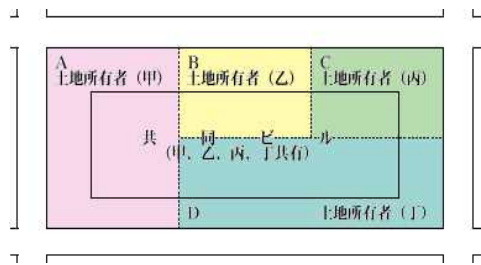 A
土地所有者（甲）
B
土地所有者（乙）
C
土地所有者（丙）
共同ビル
（甲、乙、丙、丁共有）
D
土地所有者（丁）